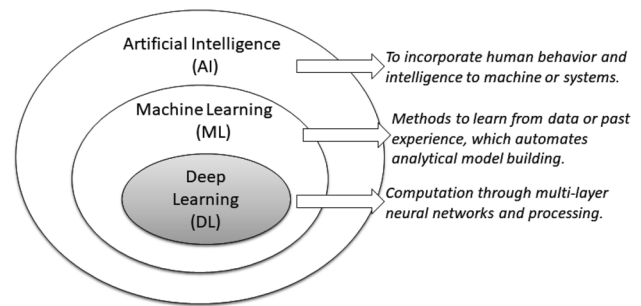 Artificial Intelligence
(AI)
To incorporate human behavior and
intelligence to machine or systems.
Machine Learning
(ML)
Methods to learn from data or past
experience, which automates
analytical model building.
Deep
Learning
(DL)
Computation through multi-layer
neural networks and processing.